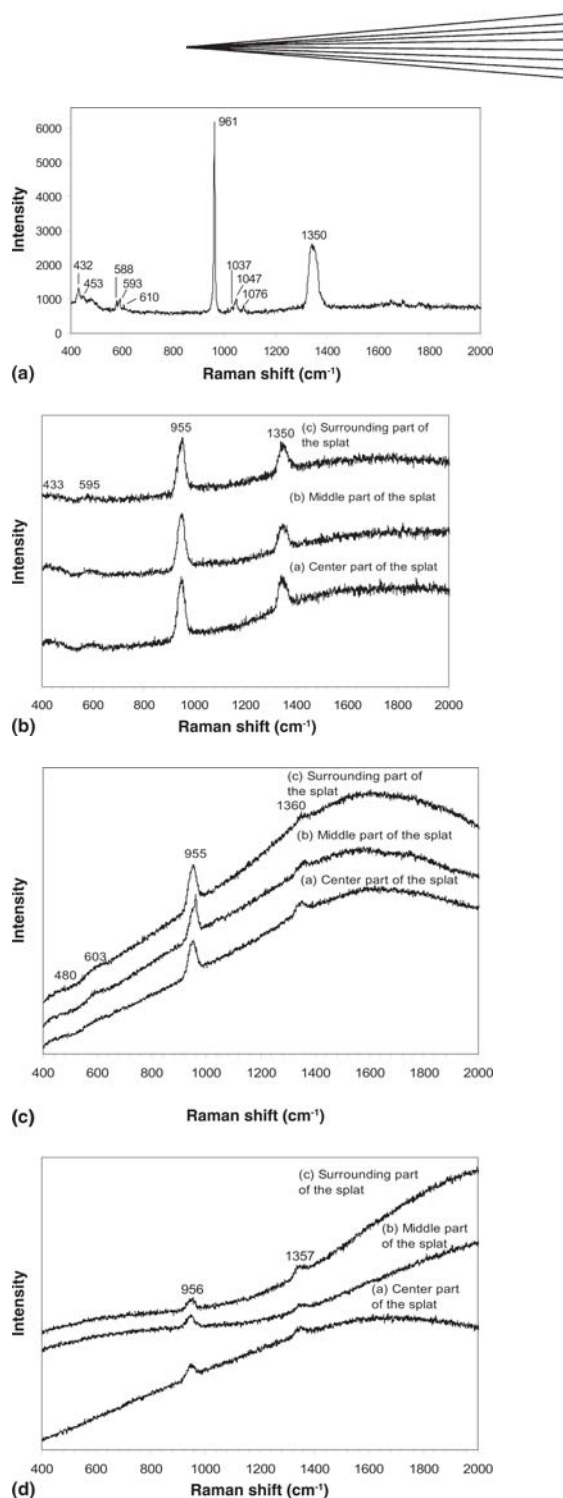 6000
5000
4000
3000
2000
1000
0
Intensity
961
1350
432
453
588
593
610
1037
1047
1076
400 600 800 1000 1200 1400 1600 1800 2000
(a) Raman shift (cm-1)
955
1350
(c) Surrounding part of
the splat
433 595
(b) Middle part of the splat
(a) Center part of the splat
Intensity
400 600 800 1000 1200 1400 1600 1800 2000
(b) Raman shift (cm-1)
(c) Surrounding part of
the splat
1360
(b) Middle part of the splat
955
(a) Center part of the splat
603
480
Intensity
400 600 800 1000 1200 1400 1600 1800 2000
(c) Raman shift (cm-1)
(c) Surrounding part
of the splat
(b) Middle part
of the splat
1357
956
(a) Center part
of the splat
Intensity
400 600 800 1000 1200 1400 1600 1800 2000
(d) Raman shift (cm-1)